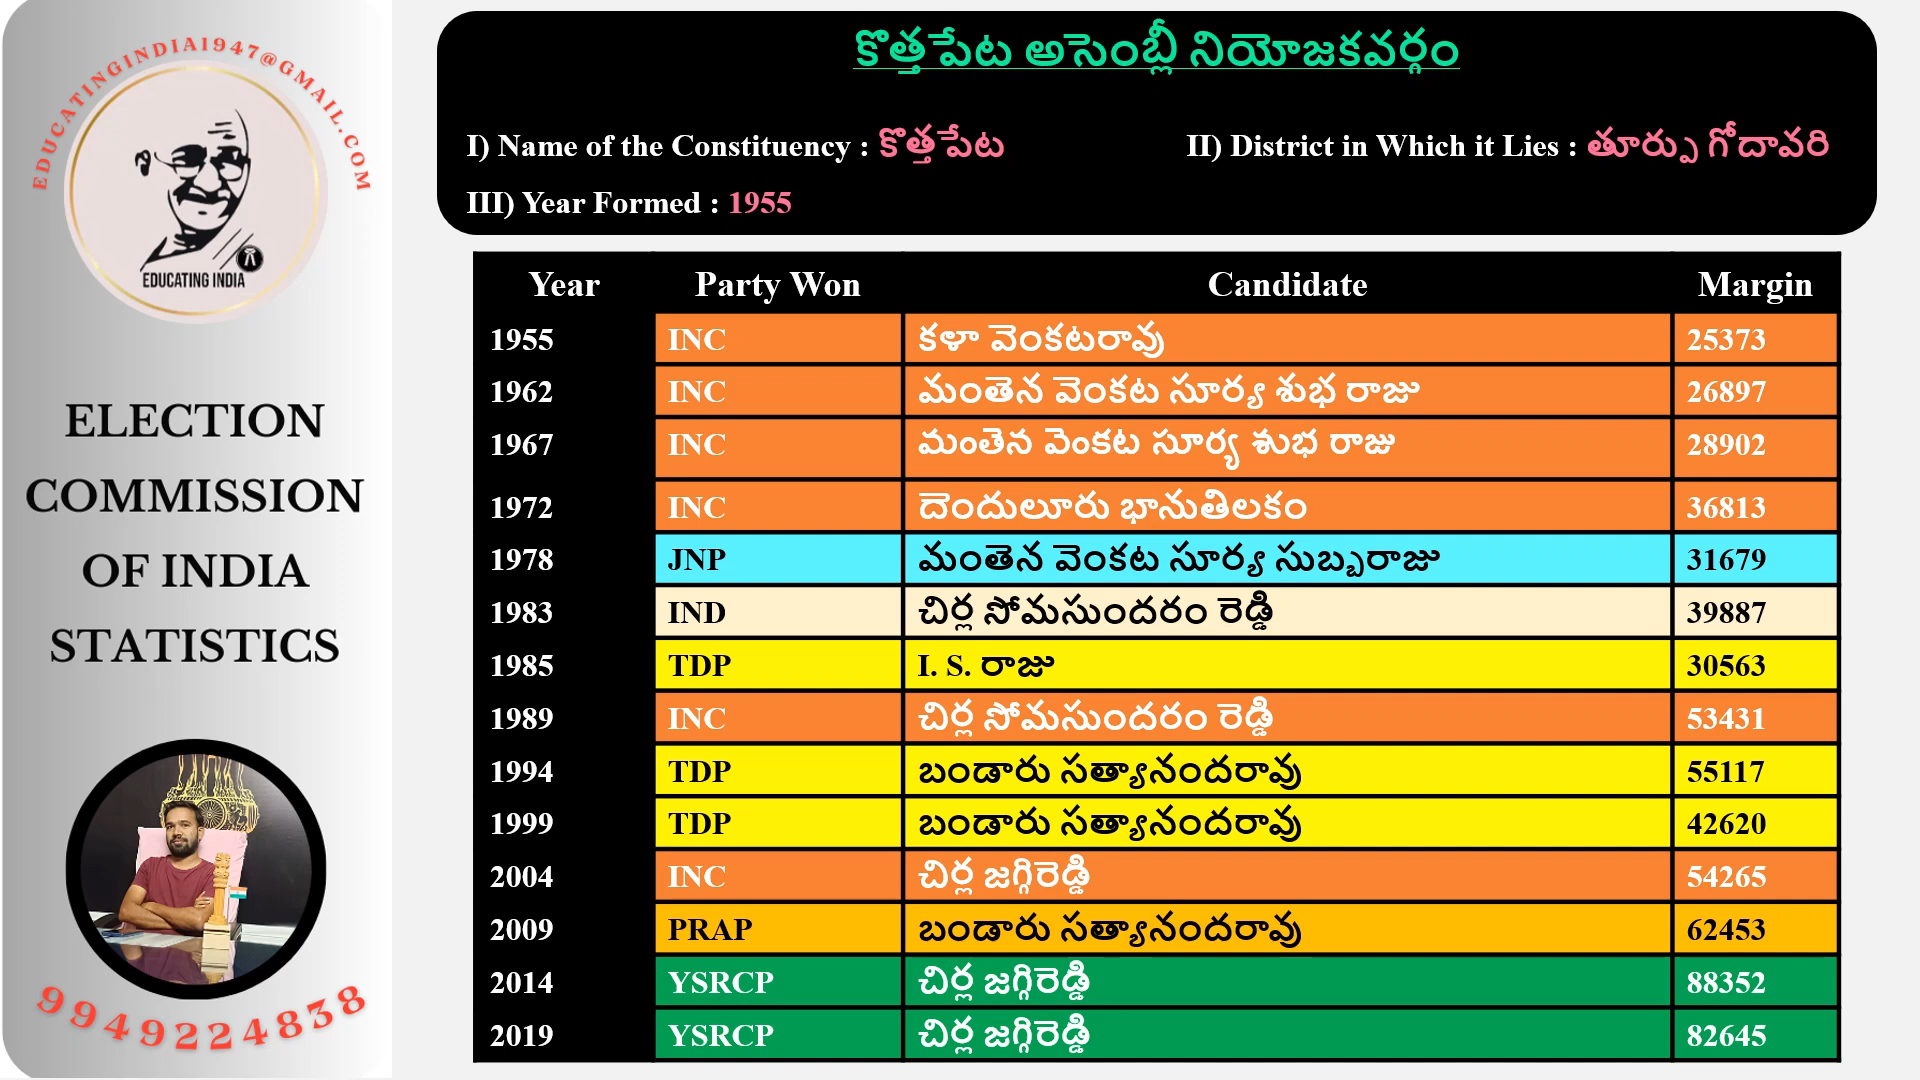 EDUCATINGINDIA1947@GMAIL.COM
EDUCATING INDIA
ELECTION
COMMISSION
OF INDIA
STATISTICS
9949224838
కొత్తపేట అసెంబ్లీ నియోజకవర్గం
I) Name of the Constituency : కొత్తపేట II) District in Which it Lies : తూర్పు గోదావరి
III) Year Formed : 1955
Year Party Won Candidate Margin
1955 INC కళా వెంకటరావు 25373
1962 INC మంతెన వెంకట సూర్య శుభ రాజు 26897
1967 INC మంతెన వెంకట సూర్య శుభ రాజు 28902
1972 INC దెందులూరు భానుతిలకం 36813
1978 JNP మంతెన వెంకట సూర్య సుబ్బరాజు 31679
1983 IND చిర్ల సోమసుందరం రెడ్డి 39887
1985 TDP I. S. రాజు 30563
1989 INC చిర్ల సోమసుందరం రెడ్డి 53431
1994 TDP బండారు సత్యానందరావు 55117
1999 TDP బండారు సత్యానందరావు 42620
2004 INC చిర్ల జగ్గిరెడ్డి 54265
2009 PRAP బండారు సత్యానందరావు 62453
2014 YSRCP చిర్ల జగ్గిరెడ్డి 88352
2019 YSRCP చిర్ల జగ్గిరెడ్డి 82645